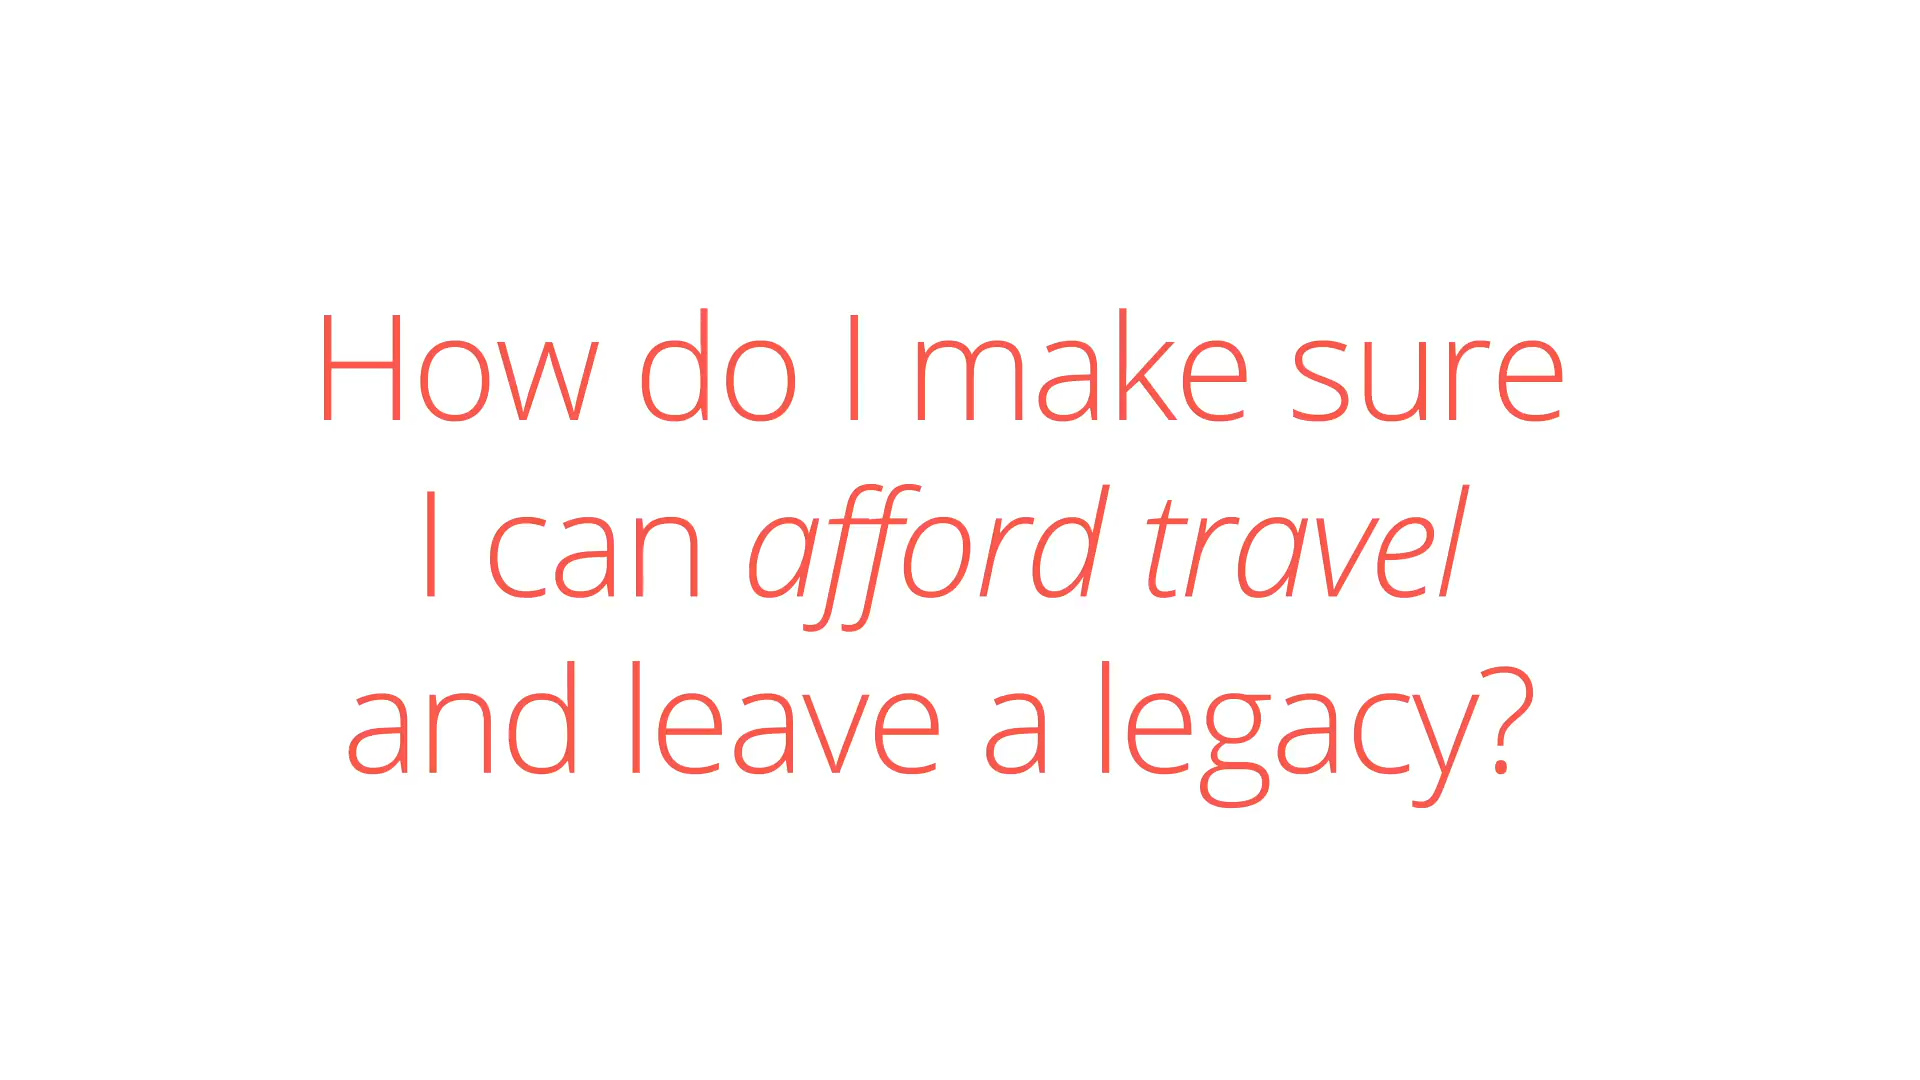 How do I make sure
I can afford travel
and leave a legacy?